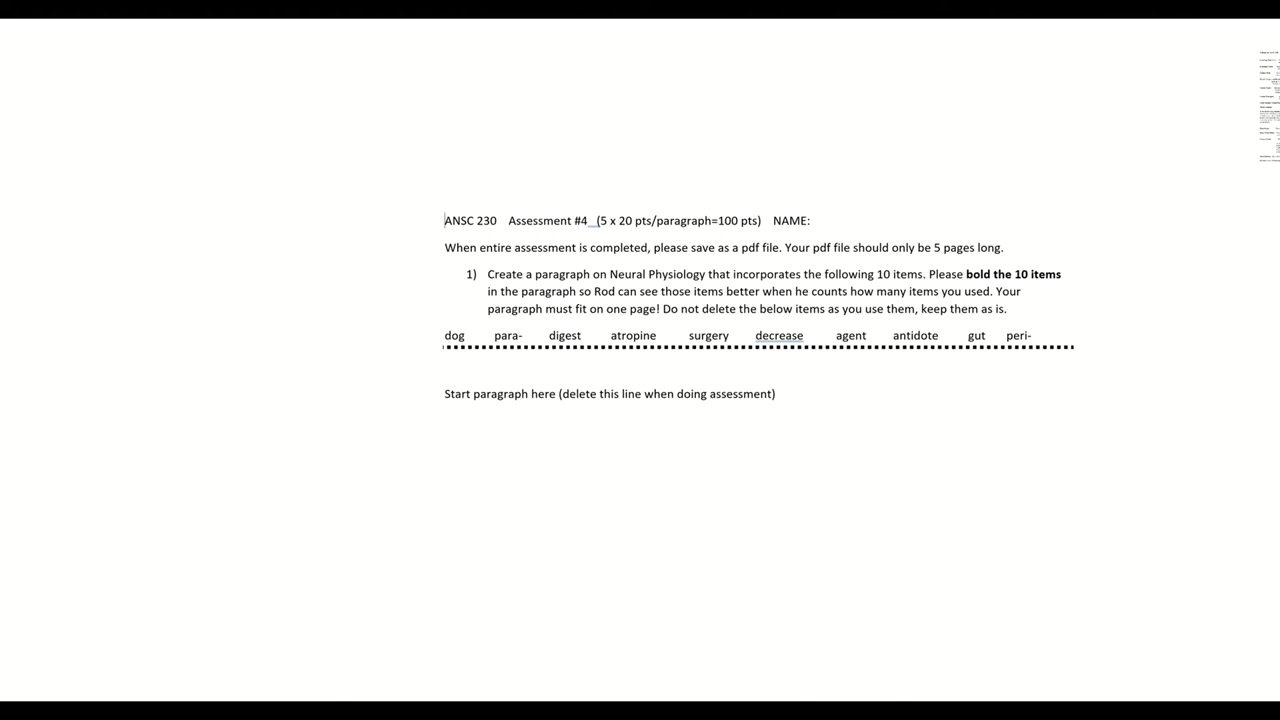 ANSC 230 Assessment #4 (5 x 20 pts/paragraph=100 pts) NAME:
When entire assessment is completed, please save as a pdf file. Your pdf file should only be 5 pages long.
1) Create a paragraph on Neural Physiology that incorporates the following 10 items. Please bold the 10 items
in the paragraph so Rod can see those items better when he counts how many items you used. Your
paragraph must fit on one page! Do not delete the below items as you use them, keep them as is.
dog para- digest atropine surgery decrease agent antidote gut peri-
Start paragraph here (delete this line when doing assessment)